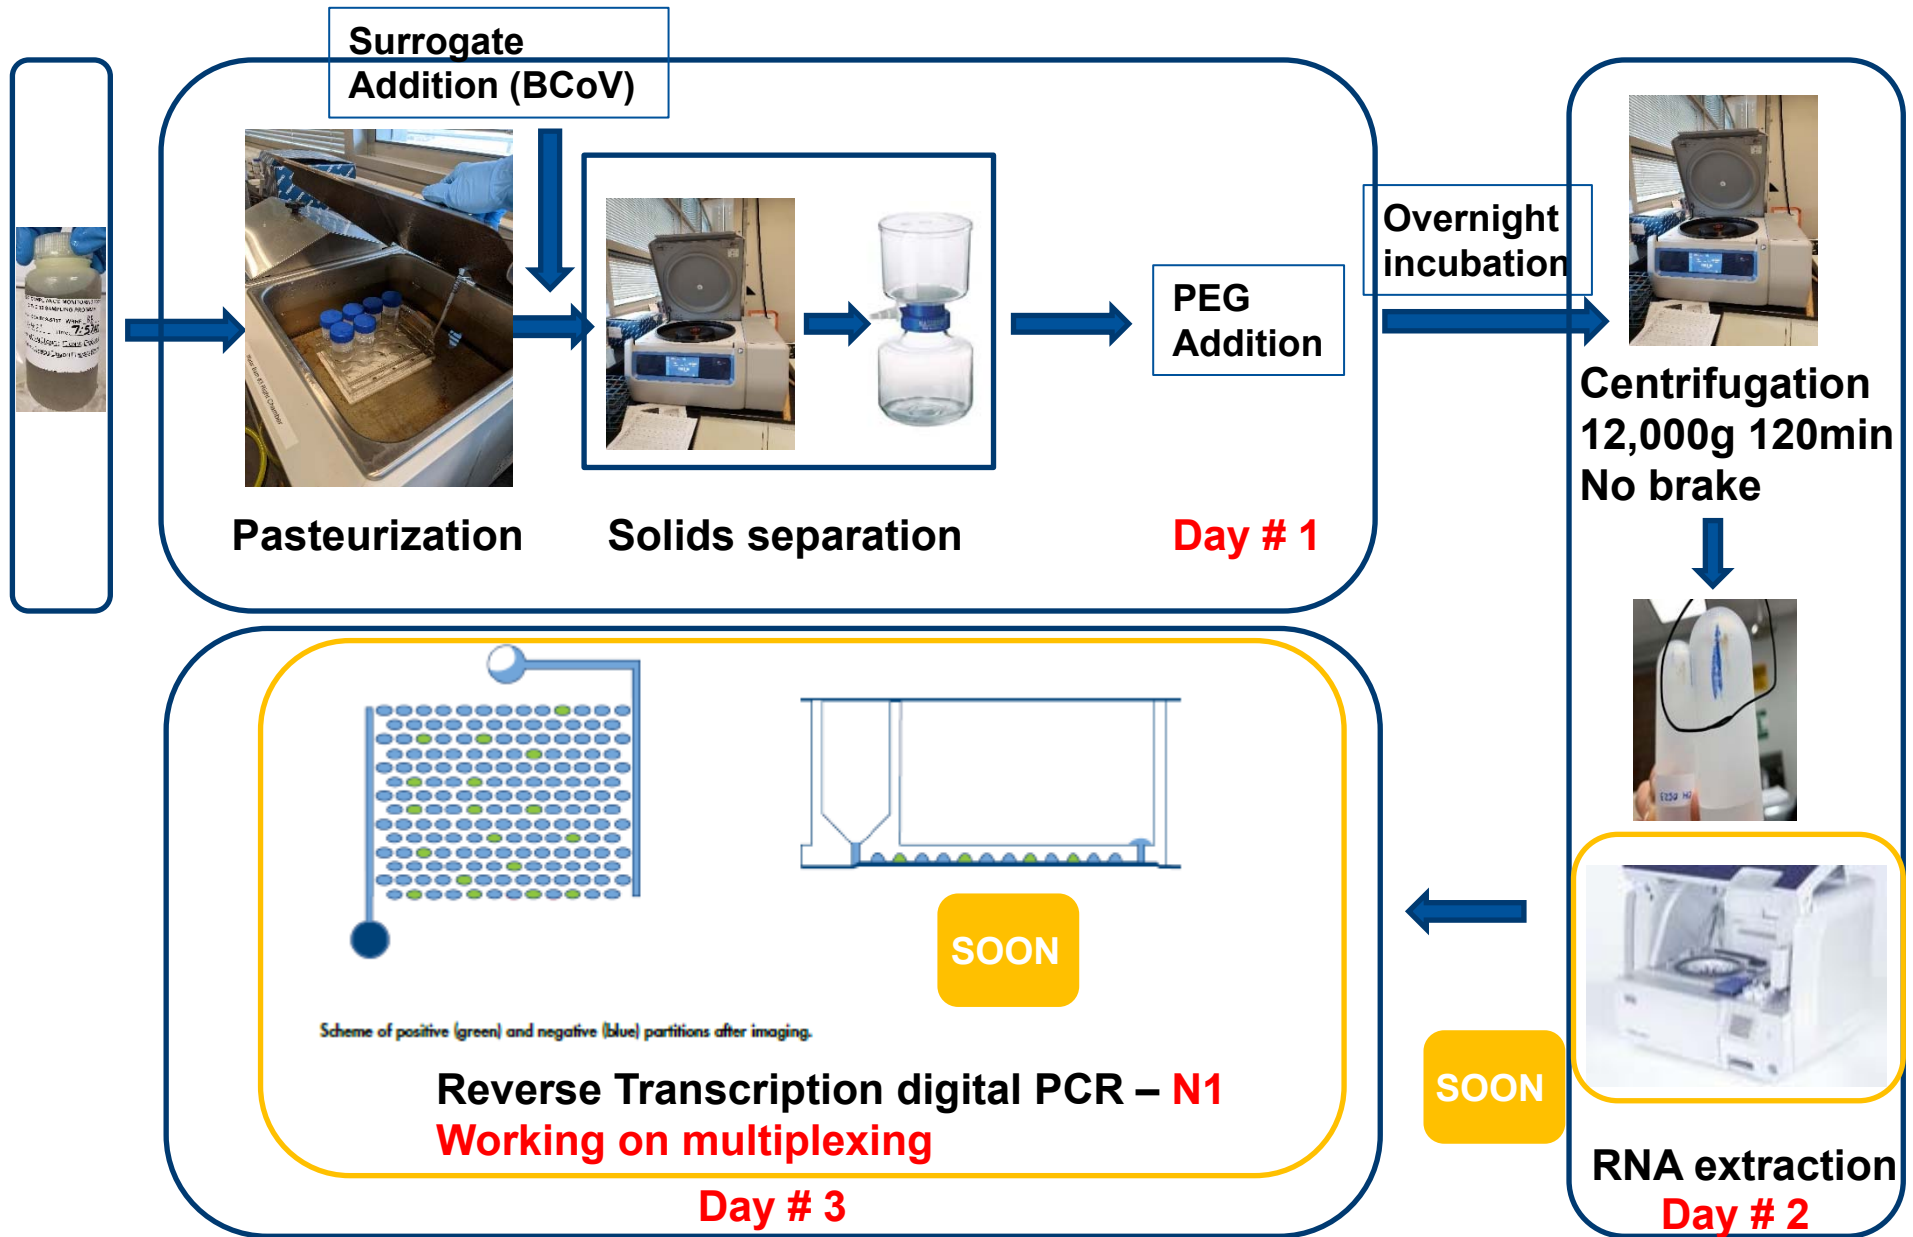 Surrogate
Addition (BCoV)
7:57
Pasteurization
Solids separation
PEG
Addition
Day # 1
Overnight
incubation
Centrifugation
12,000g 120min
No brake
SOON
Scheme of positive (green) and negative (blue) partitions after imaging.
Reverse Transcription digital PCR – N1
Working on multiplexing
Day # 3
SOON
RNA extraction
Day # 2